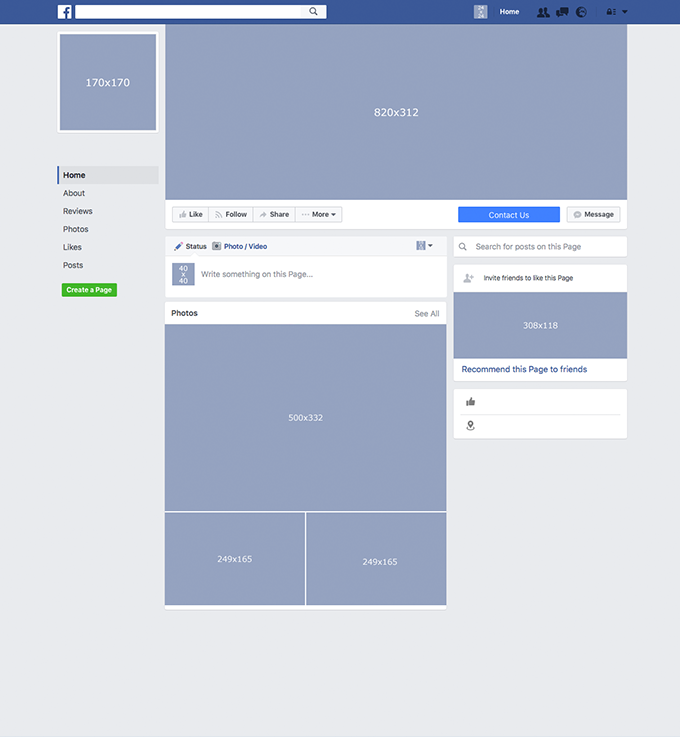 f
24
x
24
Home
170x170
820x312
Home
About
Reviews
Photos
Likes
Posts
Create a Page
Like
Follow
Share
··· More
Contact Us
Message
Status
Photo / Video
40
x
40
Write something on this Page...
Photos
See All
500x332
249x165
249x165
Search for posts on this Page
Invite friends to like this Page
308x118
Recommend this Page to friends